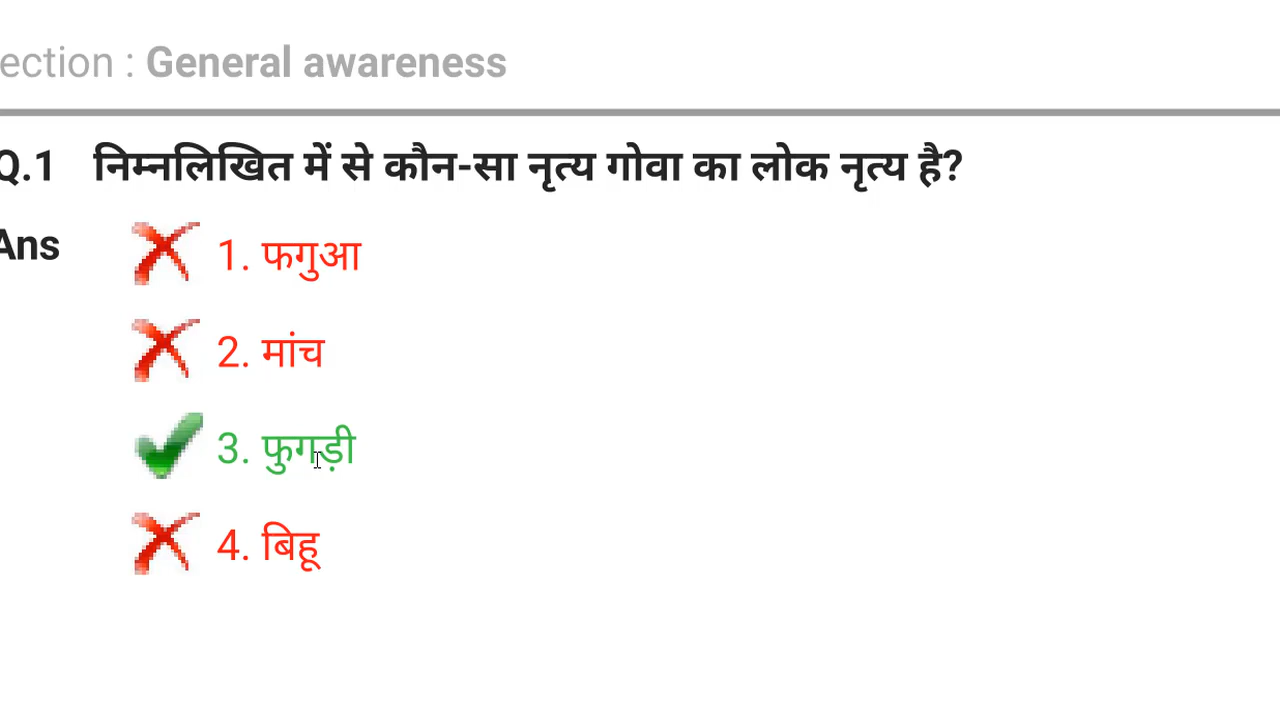 ection : General awareness
Q.1 निम्नलिखित में से कौन-सा नृत्य गोवा का लोक नृत्य है?
Ans 1. फगुआ
2. मांच
3. फुगड़ी
4. बिहू